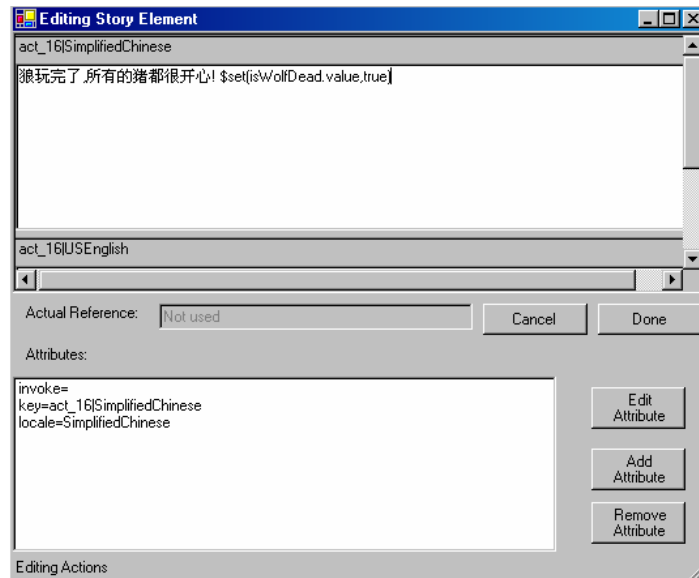 Editing Story Element
act_16|SimplifiedChinese
狼玩完了,所有的猪都很开心! $set(isWolfDead.value,true)
act_16|USEnglish
Actual Reference:
Not used
Cancel
Done
Attributes:
invoke=
key=act_16|SimplifiedChinese
locale=SimplifiedChinese
Edit
Attribute
Add
Attribute
Remove
Attribute
Editing Actions